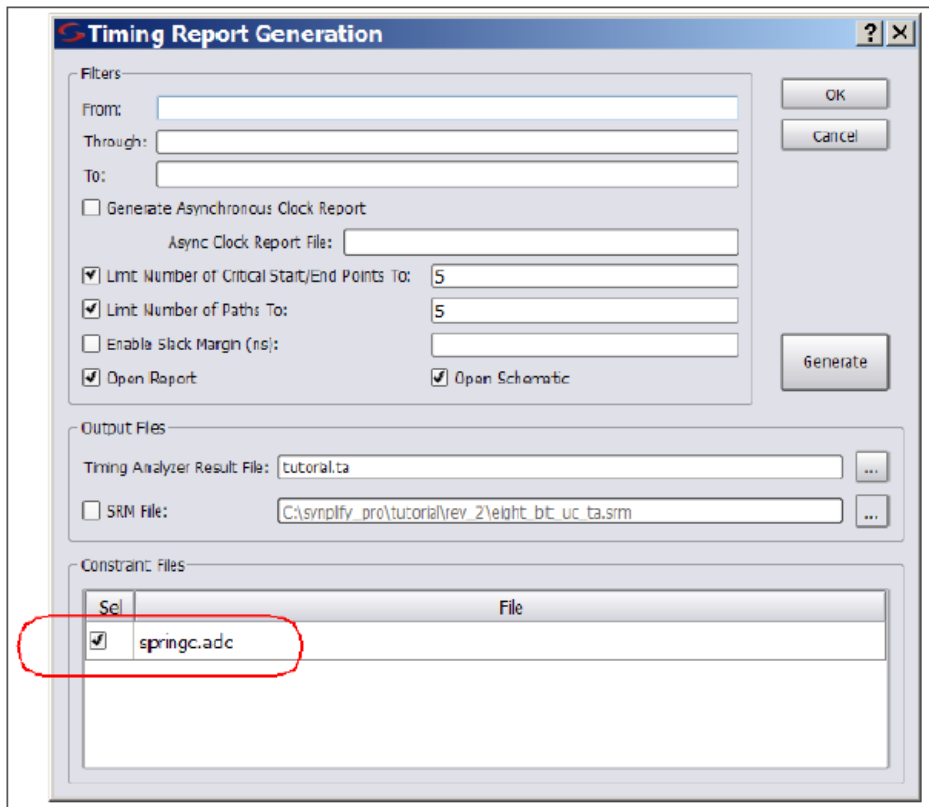 Timing Report Generation
Filters
From:
Through:
To:
Generate Asynchronous Clock Report
Async Clock Report File:
Limit Number of Critical Start/End Points To: 5
Limit Number of Paths To: 5
Enable Slack Margin (ns):
Open Report Open Schematic
OK
Cancel
Generate
Output Files
Timing Analyzer Result File: tutorial.ta ...
SRM File: C:\synplify_pro\tutorial\rev_2\eight_bit_uc_ta.srm ...
Constraint Files
Sel File
springc.adc